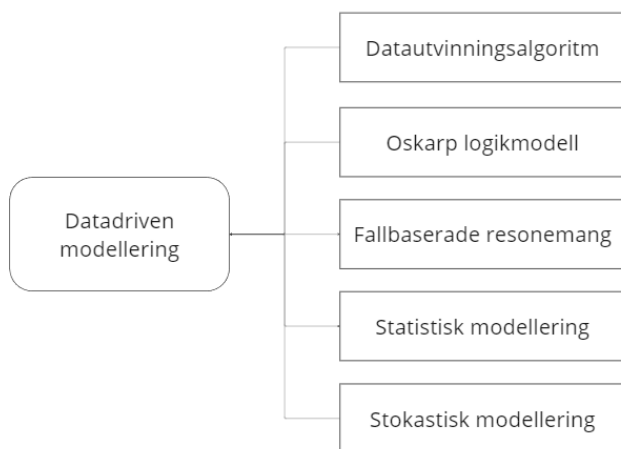 Datautvinningsalgoritm
Oskarp logikmodell
Datadriven
modellering
Fallbaserade resonemang
Statistisk modellering
Stokastisk modellering